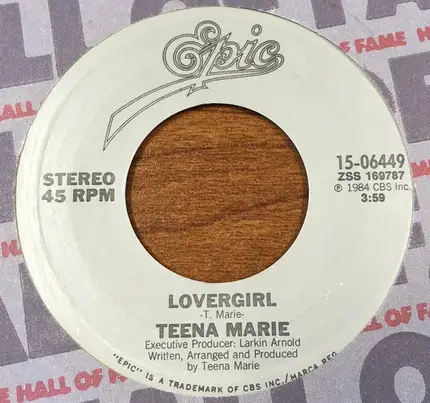 OF FAME HALL OF
HALL OF
Epic
STEREO
45 RPM
15-06449
ZSS 169787
℗ 1984 CBS Inc.
3:59
LOVERGIRL
-T. Marie-
TEENA MARIE
Executive Producer: Larkin Arnold
Written, Arranged and Produced
by Teena Marie
"EPIC" IS A TRADEMARK OF CBS INC./MARCA REG.
HALL OF FAME